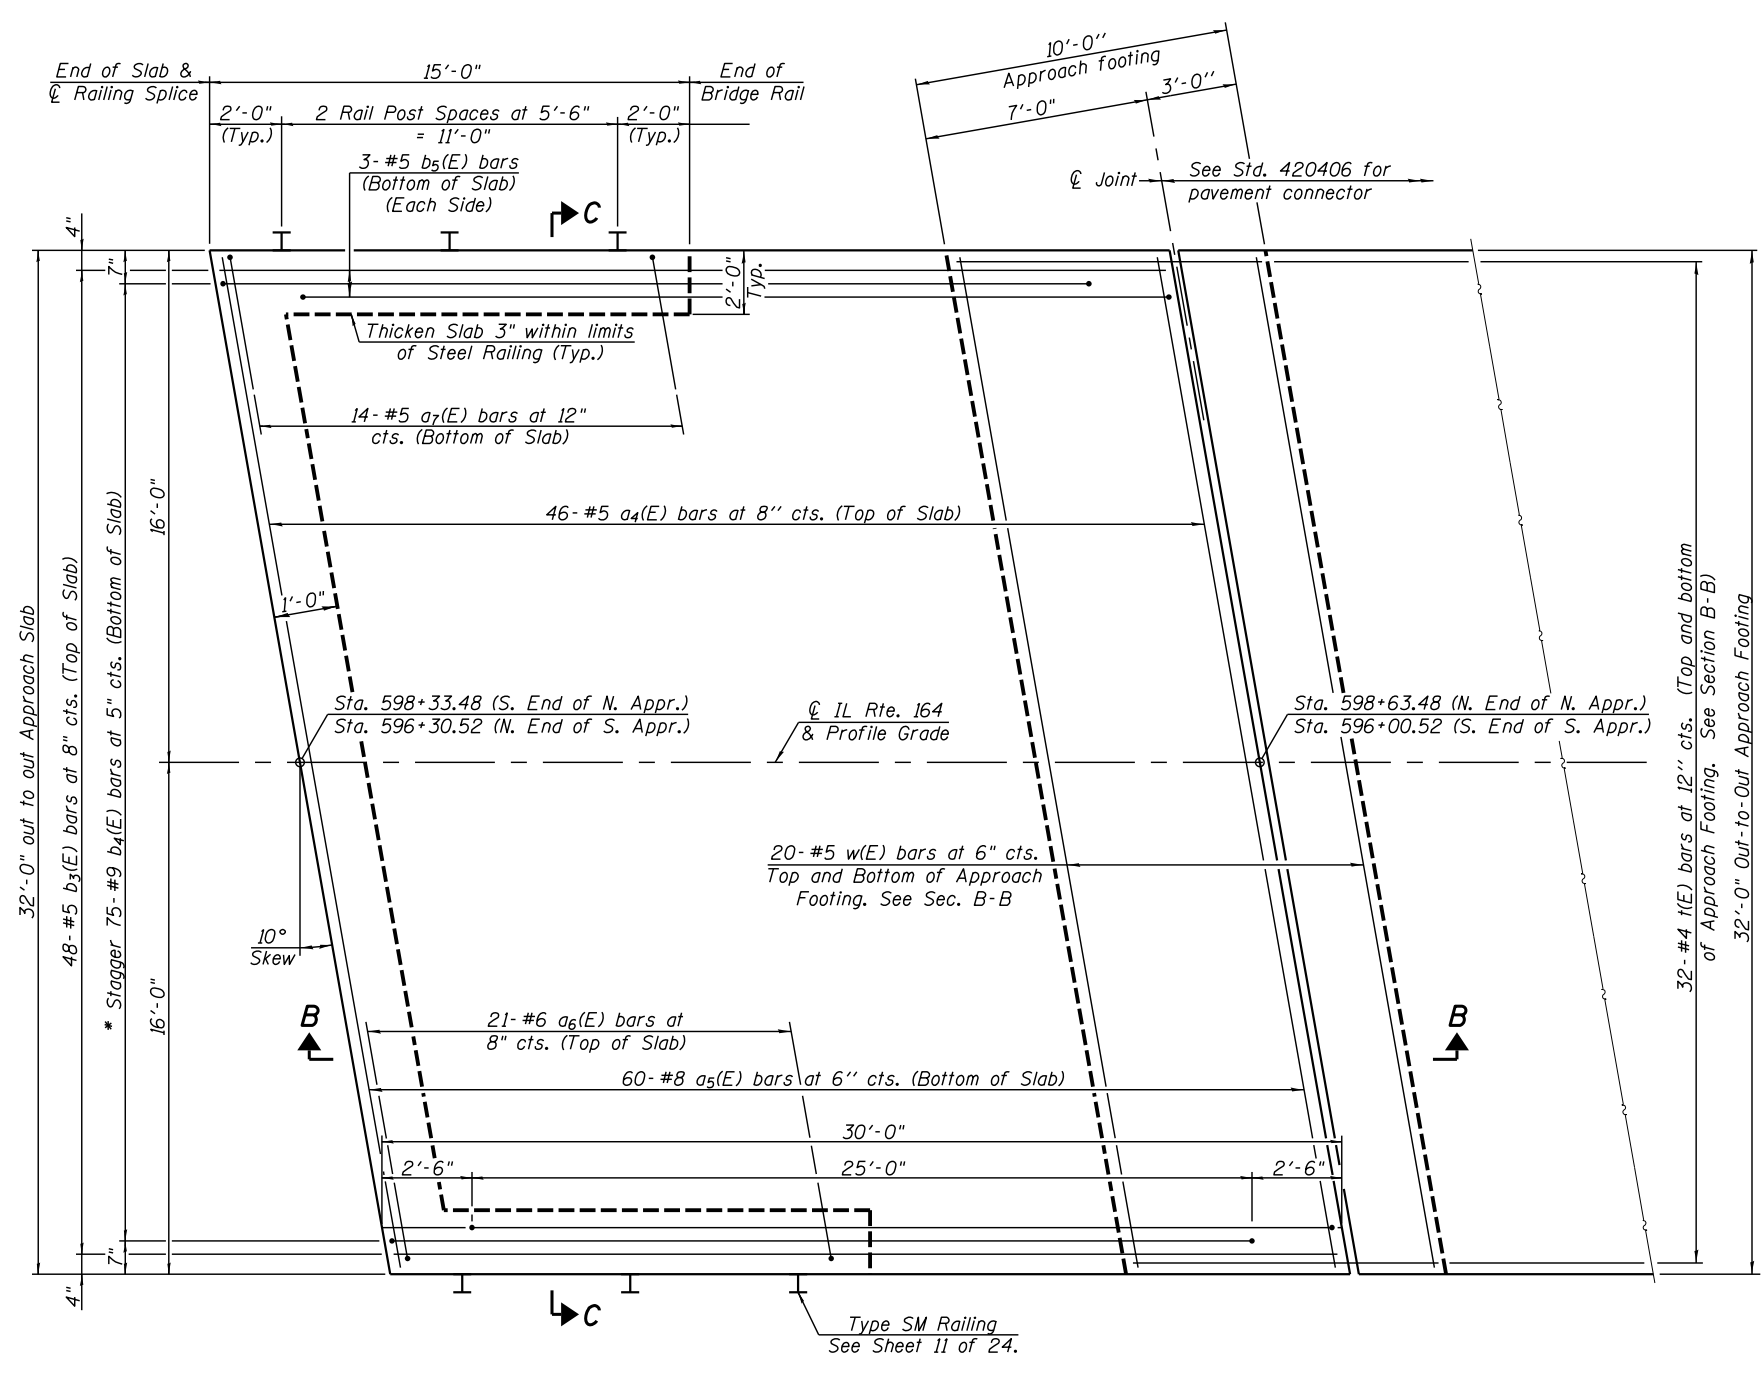 End of Slab &
℄ Railing Splice
15'-0"
End of
Bridge Rail
2'-0"
(Typ.)
2 Rail Post Spaces at 5'-6"
= 11'-0"
2'-0"
(Typ.)
3-#5 b5(E) bars
(Bottom of Slab)
(Each Side)
C
10'-0''
Approach footing
7'-0"
3'-0''
℄ Joint
See Std. 420406 for
pavement connector
4"
7"
2'-0"
Typ.
Thicken Slab 3" within limits
of Steel Railing (Typ.)
14-#5 a7(E) bars at 12"
cts. (Bottom of Slab)
46-#5 a4(E) bars at 8'' cts. (Top of Slab)
16'-0"
1'-0"
32'-0" out to out Approach Slab
48-#5 b3(E) bars at 8" cts. (Top of Slab)
* Stagger 75-#9 b4(E) bars at 5" cts. (Bottom of Slab)
Sta. 598+33.48 (S. End of N. Appr.)
Sta. 596+30.52 (N. End of S. Appr.)
℄ IL Rte. 164
& Profile Grade
Sta. 598+63.48 (N. End of N. Appr.)
Sta. 596+00.52 (S. End of S. Appr.)
32-#4 t(E) bars at 12'' cts. (Top and bottom
of Approach Footing. See Section B-B)
32'-0" Out-to-Out Approach Footing
20-#5 w(E) bars at 6" cts.
Top and Bottom of Approach
Footing. See Sec. B-B
10°
Skew
16'-0"
B
B
21-#6 a6(E) bars at
8" cts. (Top of Slab)
60-#8 a5(E) bars at 6'' cts. (Bottom of Slab)
30'-0"
2'-6"
25'-0"
2'-6"
7"
4"
C
Type SM Railing
See Sheet 11 of 24.